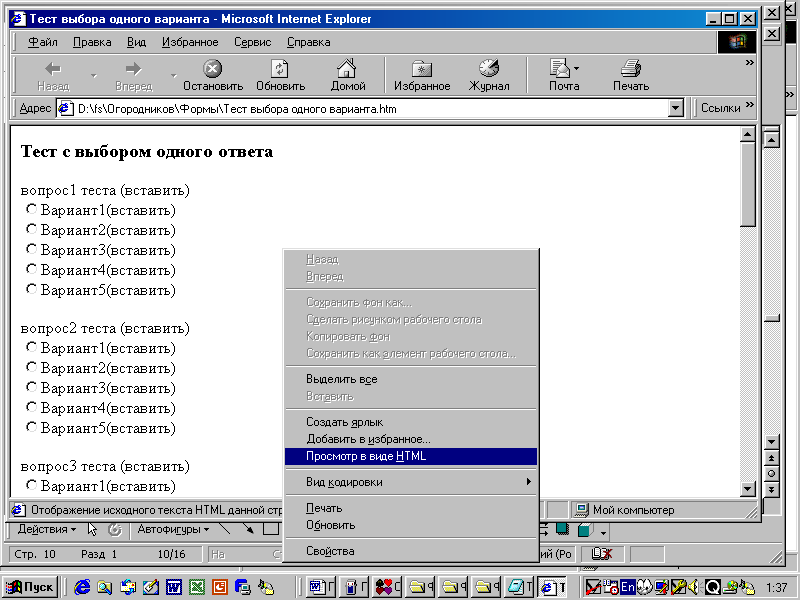 Тест выбора одного варианта - Microsoft Internet Explorer
Файл Правка Вид Избранное Сервис Справка
Назад Вперед Остановить Обновить Домой Избранное Журнал Почта Печать
Адрес D:\fs\Огородников\Формы\Тест выбора одного варианта.htm Ссылки
Тест с выбором одного ответа
вопрос1 теста (вставить)
Вариант1(вставить)
Вариант2(вставить)
Вариант3(вставить)
Вариант4(вставить)
Вариант5(вставить)
вопрос2 теста (вставить)
Вариант1(вставить)
Вариант2(вставить)
Вариант3(вставить)
Вариант4(вставить)
Вариант5(вставить)
вопрос3 теста (вставить)
Вариант1(вставить)
Назад
Вперед
Сохранить фон как...
Сделать рисунком рабочего стола
Копировать фон
Сохранить как элемент рабочего стола...
Выделить все
Вставить
Создать ярлык
Добавить в избранное...
Просмотр в виде HTML
Вид кодировки
Печать
Обновить
Свойства
Отображение исходного текста HTML данной стр Мой компьютер
Действия Автофигуры
Стр. 10 Разд 1 10/16 На ий (Ро
Пуск En 1:37